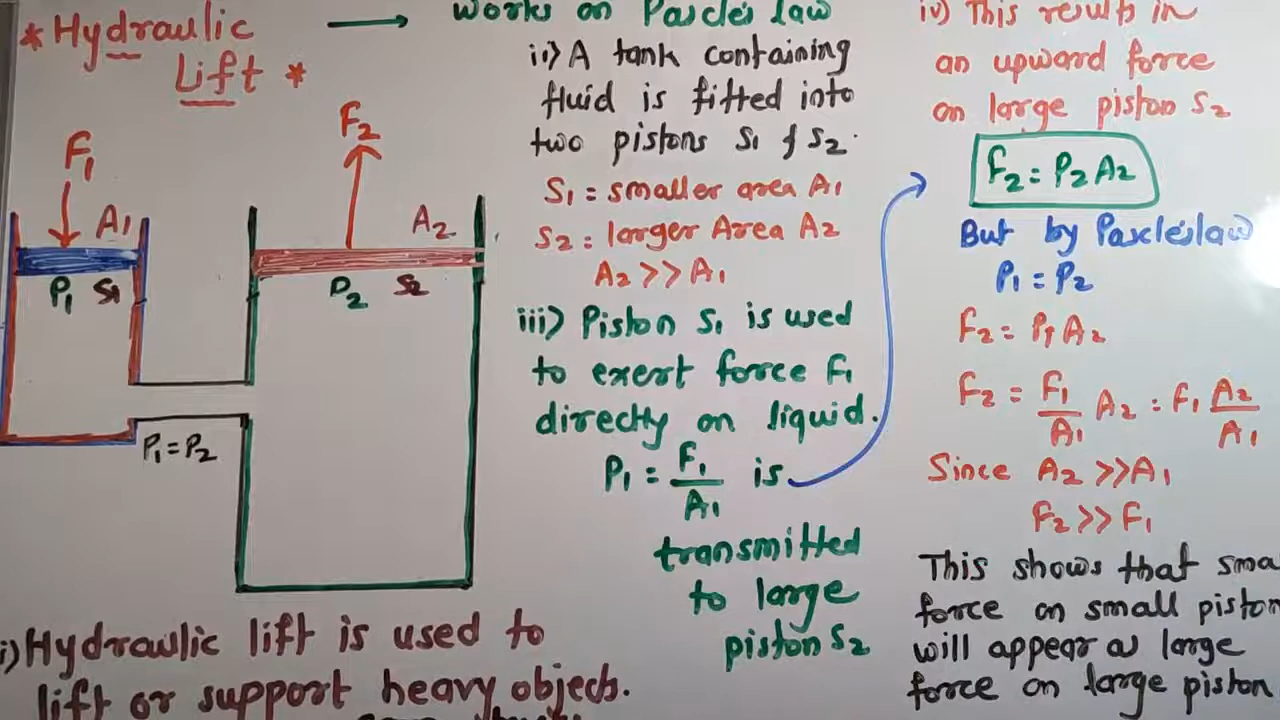 * Hydraulic
Lift *
works on Pascle's law
F1
F2
A1
A2
P1 S1
P2 S2
P1 = P2
i) Hydraulic lift is used to
lift or support heavy objects.
ii) A tank containing
fluid is fitted into
two pistons S1 & S2.
S1 = smaller area A1
S2 = larger Area A2
A2 >> A1
iii) Piston S1 is used
to exert force F1
directly on liquid.
P1 = F1/A1 is
transmitted
to large
piston S2
iv) This results in
an upward force
on large piston S2
F2 = P2 A2
But by Pascle's law
P1 = P2
F2 = P1 A2
F2 = F1/A1 A2 = F1 A2/A1
Since A2 >> A1
F2 >> F1
This shows that sma
force on small piston
will appear as large
force on large piston